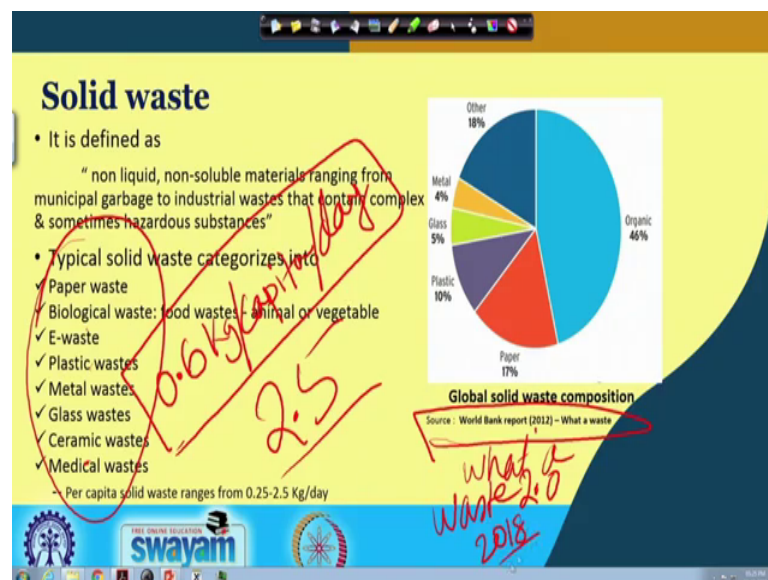 Solid waste
• It is defined as
“ non liquid, non-soluble materials ranging from
municipal garbage to industrial wastes that contain complex
& sometimes hazardous substances”
• Typical solid waste categorizes into
✓ Paper waste
✓ Biological waste: food wastes - animal or vegetable
✓ E-waste
✓ Plastic wastes
✓ Metal wastes
✓ Glass wastes
✓ Ceramic wastes
✓ Medical wastes
– Per capita solid waste ranges from 0.25-2.5 Kg/day
0.6 kg/capita/day
2.5
Other
18%
Metal
4%
Glass
5%
Plastic
10%
Paper
17%
Organic
46%
Global solid waste composition
Source : World Bank report (2012) – What a waste
what a
waste 2.0
2018
FREE ONLINE EDUCATION
swayam